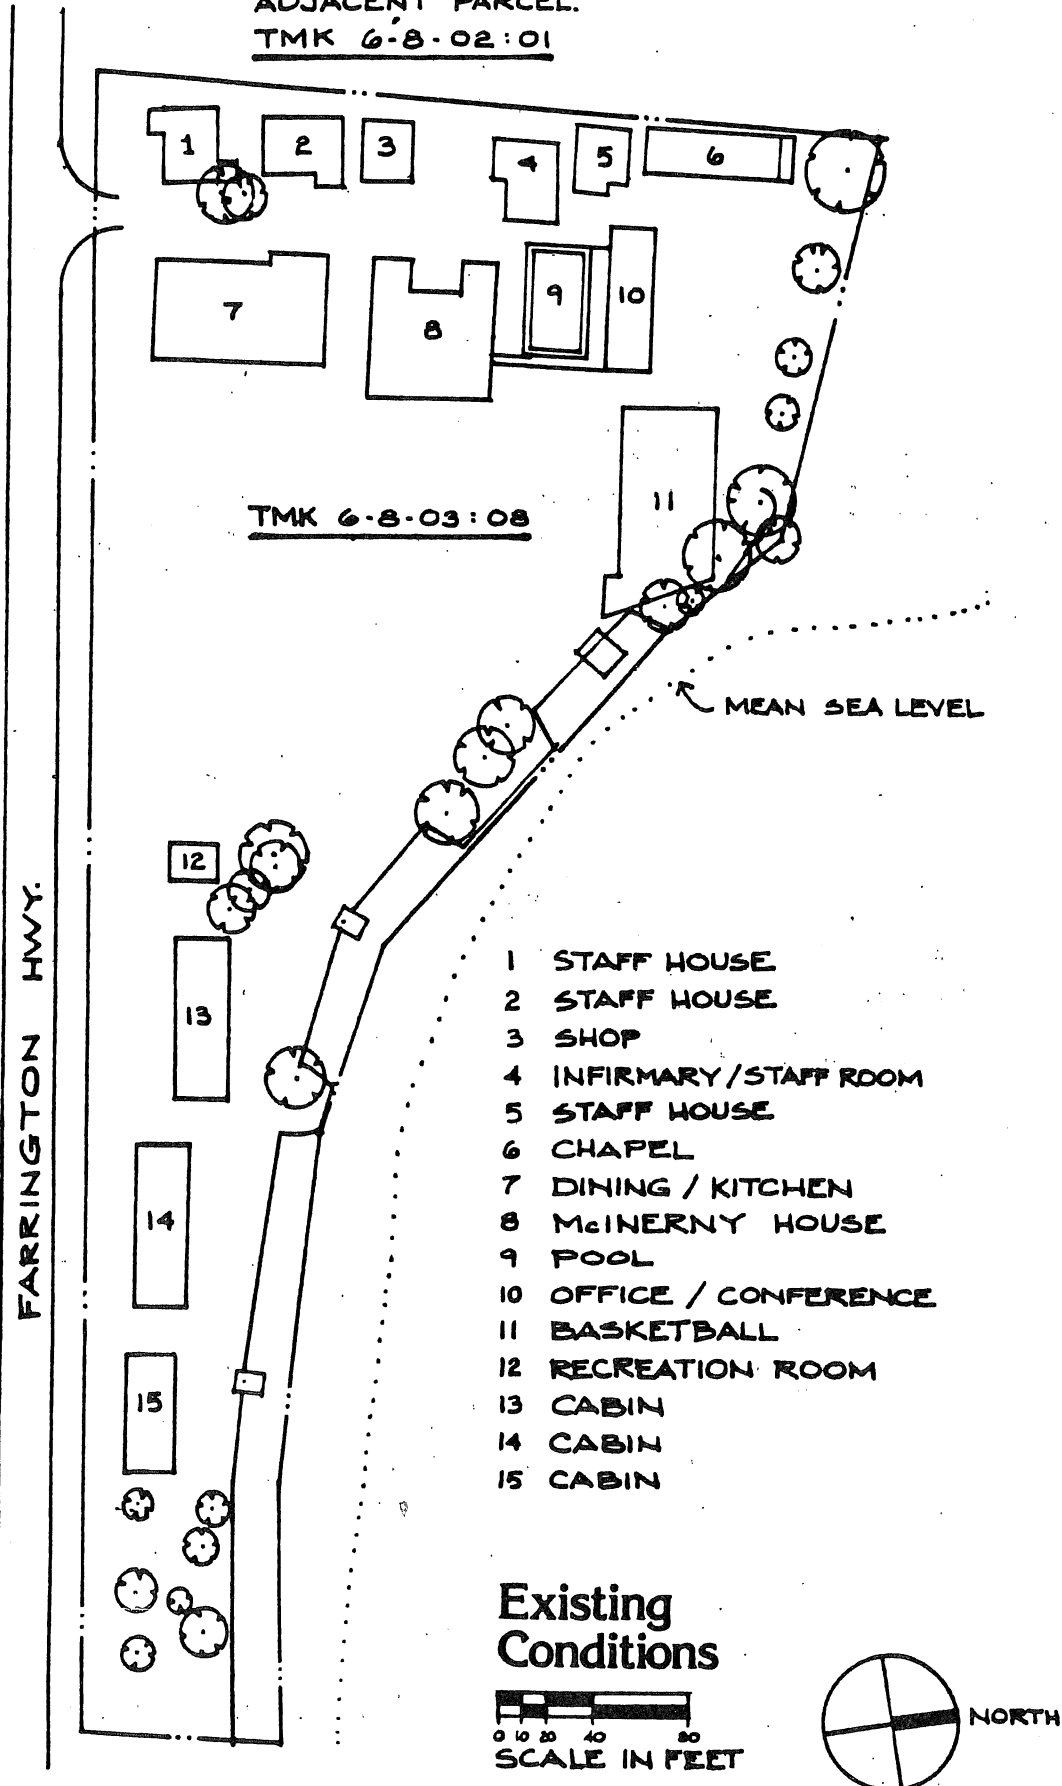 ADJACENT PARCEL.
TMK 6-8-02:01
1
2
3
4
5
6
7
8
9
10
TMK 6-8-03:08
11
MEAN SEA LEVEL
12
13
14
15
FARRINGTON HWY.
1 STAFF HOUSE
2 STAFF HOUSE
3 SHOP
4 INFIRMARY/STAFF ROOM
5 STAFF HOUSE
6 CHAPEL
7 DINING / KITCHEN
8 McINERNY HOUSE
9 POOL
10 OFFICE / CONFERENCE
11 BASKETBALL
12 RECREATION ROOM
13 CABIN
14 CABIN
15 CABIN
Existing
Conditions
0 10 20 40 80
SCALE IN FEET
NORTH